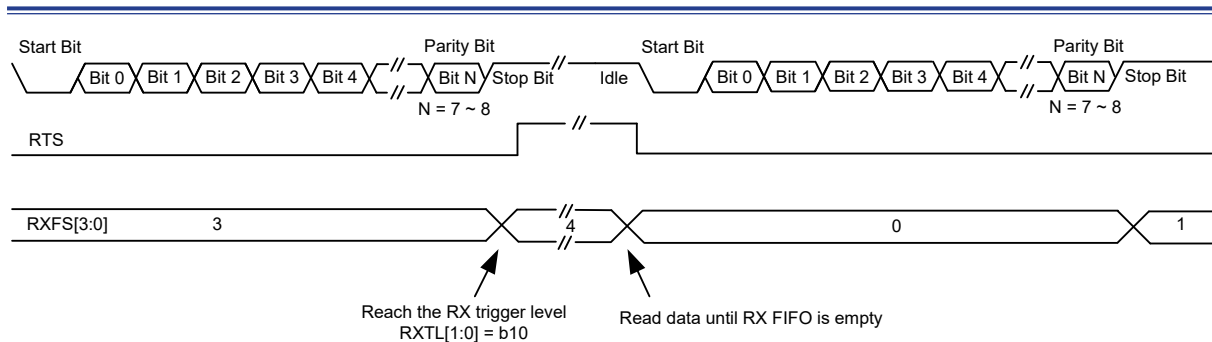 Start Bit Parity Bit Start Bit Parity Bit
Bit 0 Bit 1 Bit 2 Bit 3 Bit 4 Bit N Stop Bit Idle Bit 0 Bit 1 Bit 2 Bit 3 Bit 4 Bit N Stop Bit
N = 7 ~ 8 N = 7 ~ 8
RTS
RXFS[3:0] 3 4 0 1
Reach the RX trigger level
RXTL[1:0] = b10
Read data until RX FIFO is empty